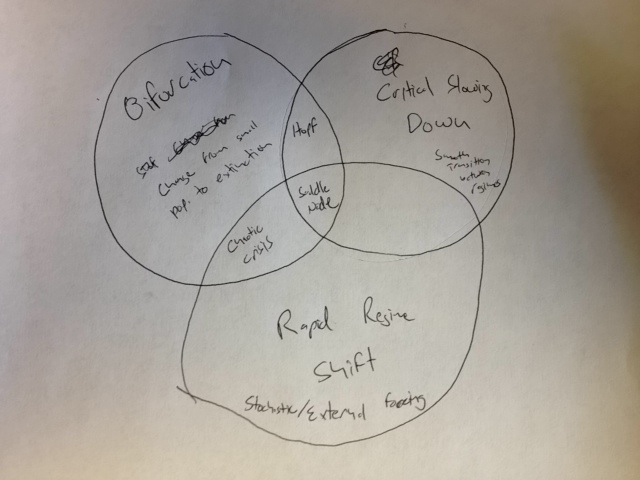 Bifurcation
Change from small
pop. to extinction
Hopf
Critical Slowing
Down
Smooth
transition
between
regimes
Saddle
Node
Chaotic
crisis
Rapid Regime
Shift
Stochastic/External forcing